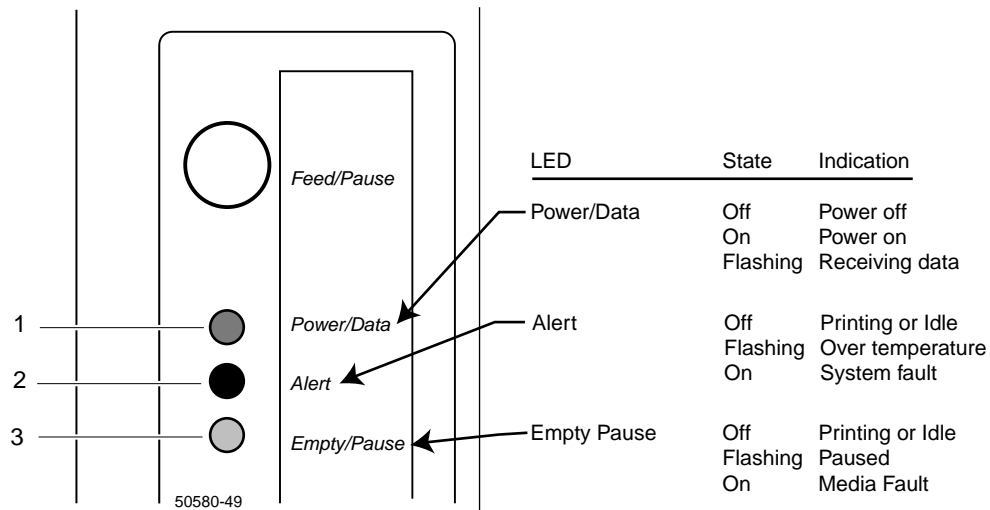 Feed/Pause
1
Power/Data
2
Alert
3
Empty/Pause
50580-49
LED State Indication
Power/Data Off Power off
On Power on
Flashing Receiving data
Alert Off Printing or Idle
Flashing Over temperature
On System fault
Empty Pause Off Printing or Idle
Flashing Paused
On Media Fault